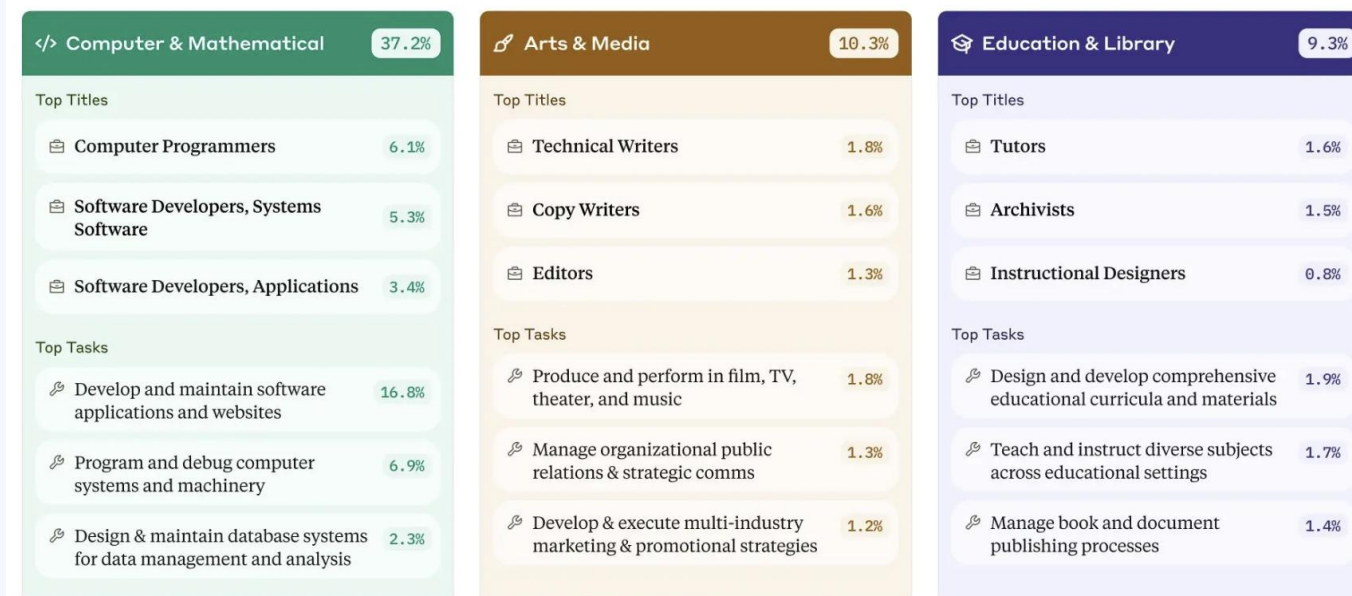 </> Computer & Mathematical 37.2%
Top Titles
Computer Programmers 6.1%
Software Developers, Systems
Software 5.3%
Software Developers, Applications 3.4%
Top Tasks
Develop and maintain software
applications and websites 16.8%
Program and debug computer
systems and machinery 6.9%
Design & maintain database systems
for data management and analysis 2.3%
Arts & Media 10.3%
Top Titles
Technical Writers 1.8%
Copy Writers 1.6%
Editors 1.3%
Top Tasks
Produce and perform in film, TV,
theater, and music 1.8%
Manage organizational public
relations & strategic comms 1.3%
Develop & execute multi-industry
marketing & promotional strategies 1.2%
Education & Library 9.3%
Top Titles
Tutors 1.6%
Archivists 1.5%
Instructional Designers 0.8%
Top Tasks
Design and develop comprehensive
educational curricula and materials 1.9%
Teach and instruct diverse subjects
across educational settings 1.7%
Manage book and document
publishing processes 1.4%